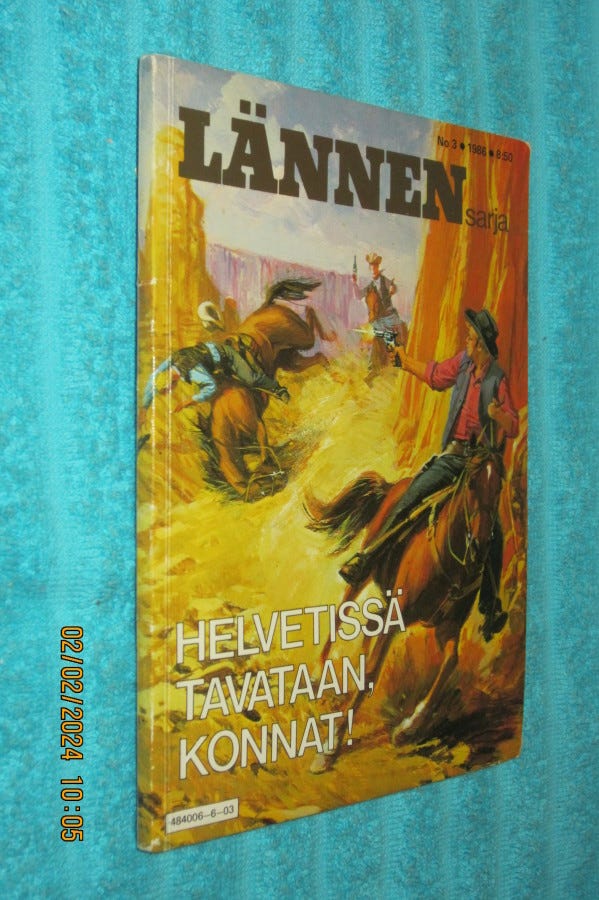 LÄNNEN
No 3 • 1986 • 8:50
sarja
HELVETISSÄ
TAVATAAN,
KONNAT!
484006-6-03
02/02/2024 10:05